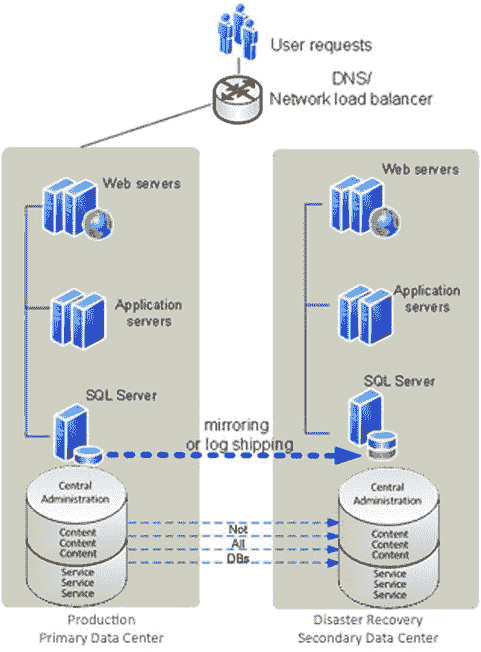 User requests
DNS/
Network load balancer
Web servers
Application
servers
SQL Server
Web servers
Application
servers
SQL Server
mirroring
or log shipping
Central
Administration
Content
Content
Content
Service
Service
Service
Not
All
DBs
Central
Administration
Content
Content
Content
Service
Service
Service
Production
Primary Data Center
Disaster Recovery
Secondary Data Center